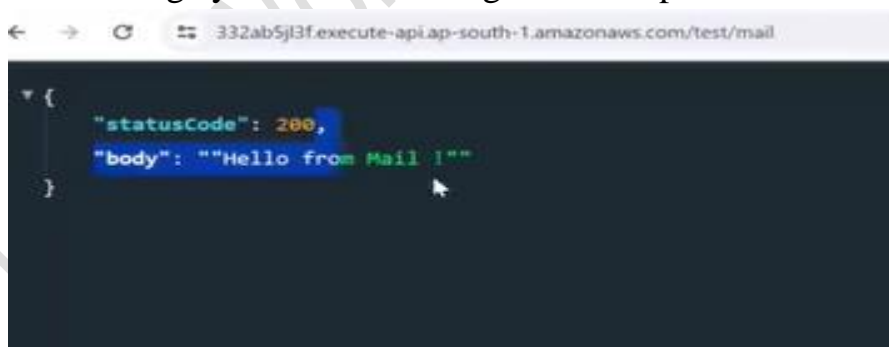 332ab5jl3f.execute-api.ap-south-1.amazonaws.com/test/mail
{
"statusCode": 200,
"body": ""Hello from Mail !""
}